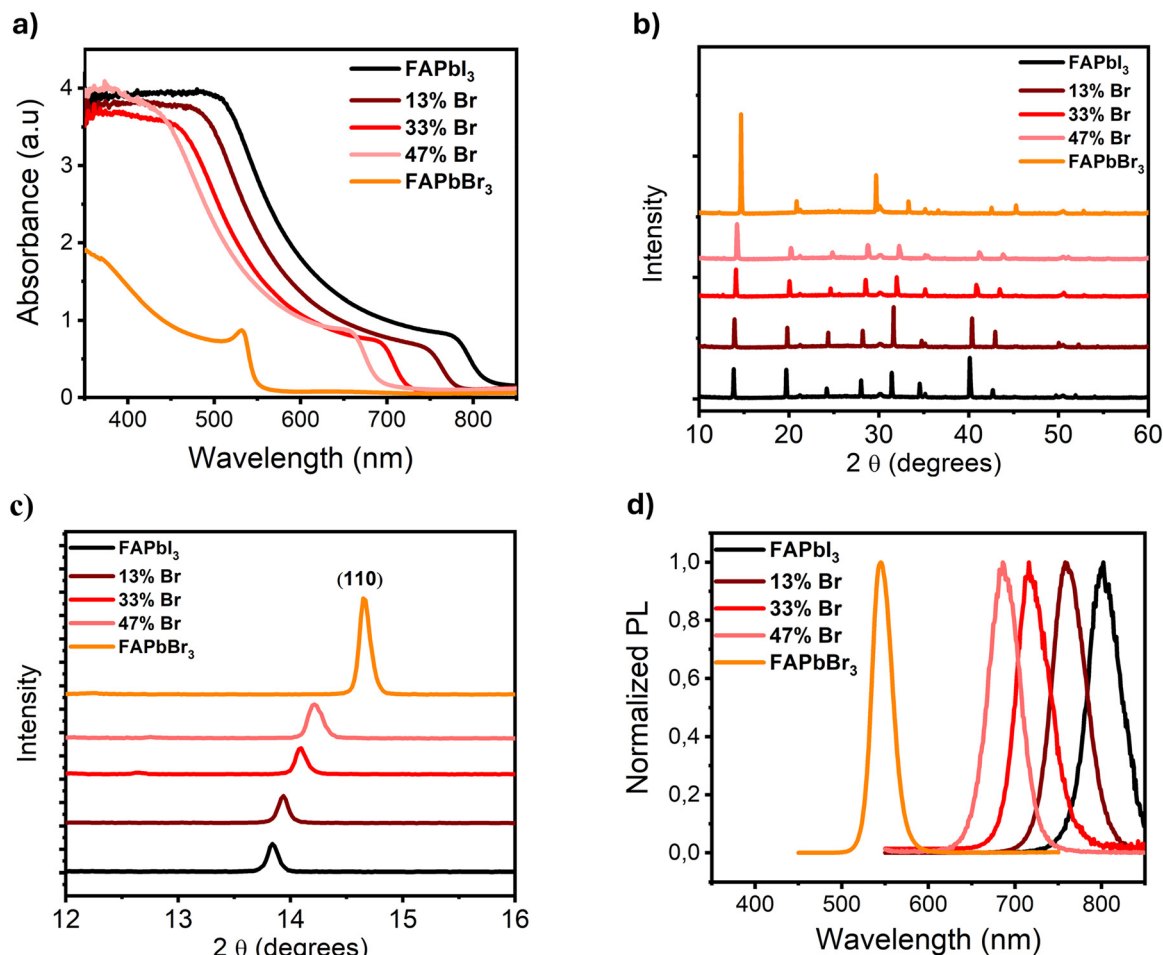 a)
FAPbI₃
13% Br
33% Br
47% Br
FAPbBr₃
Absorbance (a.u)
4
3
2
1
0
400 500 600 700 800
Wavelength (nm)
b)
FAPbI₃
13% Br
33% Br
47% Br
FAPbBr₃
Intensity
10 20 30 40 50 60
2 θ (degrees)
c)
FAPbI₃
13% Br
33% Br
47% Br
FAPbBr₃
(110)
Intensity
12 13 14 15 16
2 θ (degrees)
d)
FAPbI₃
13% Br
33% Br
47% Br
FAPbBr₃
Normalized PL
1,0
0,8
0,6
0,4
0,2
0,0
400 500 600 700 800
Wavelength (nm)